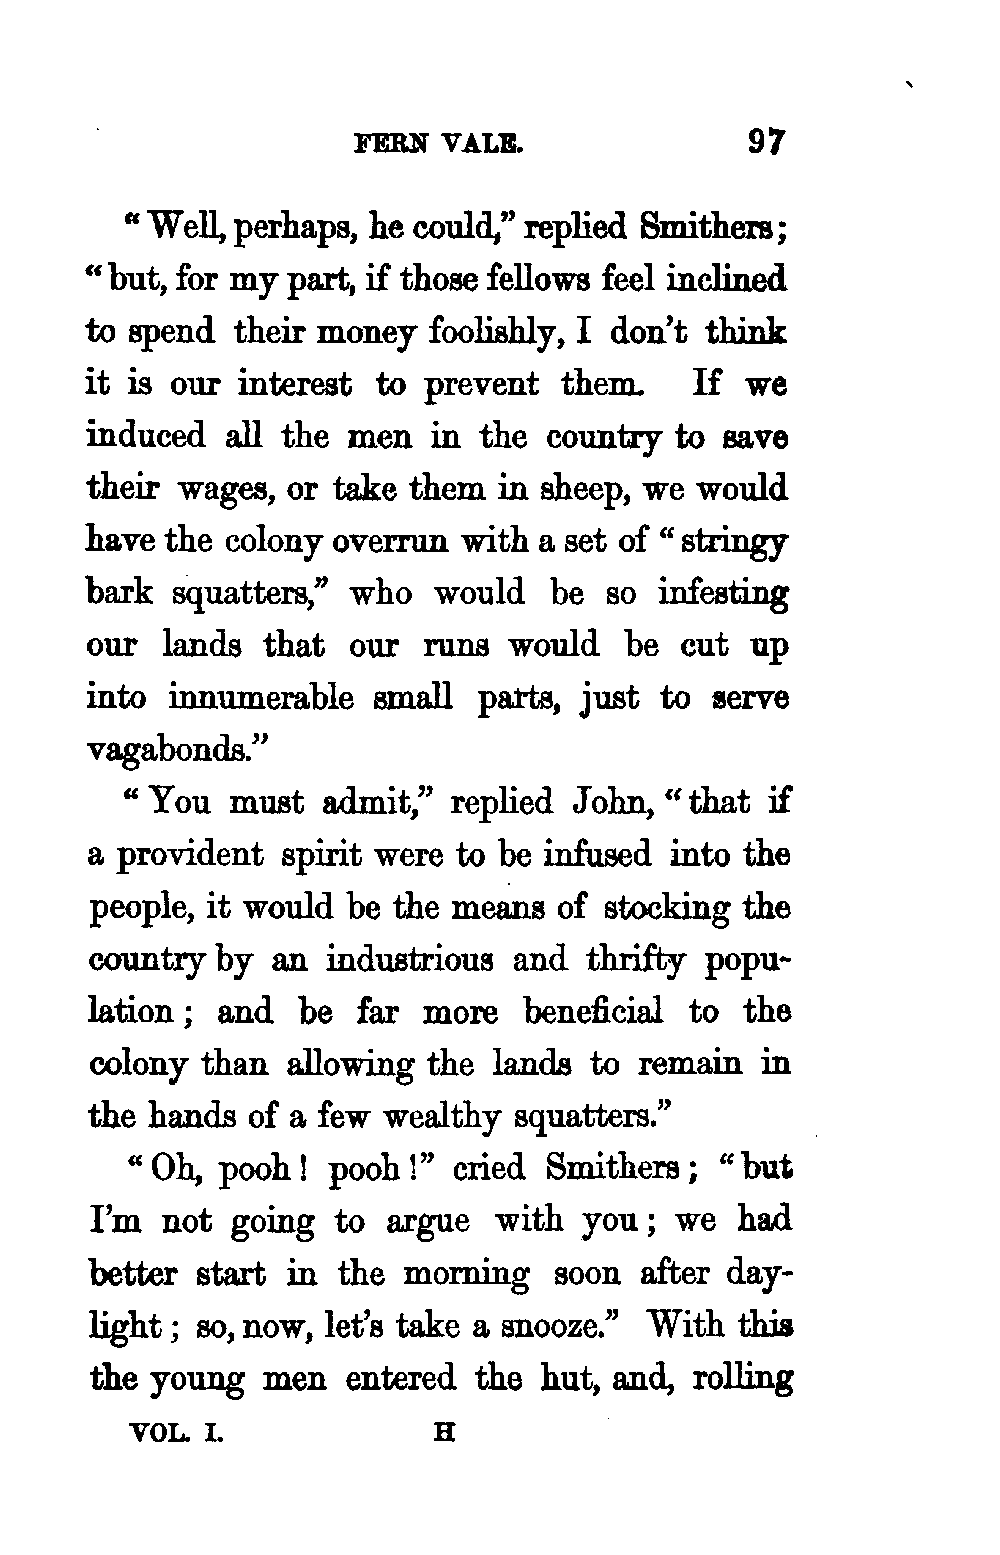 FERN VALE. 97
“Well, perhaps, he could,” replied Smithers;
“but, for my part, if those fellows feel inclined
to spend their money foolishly, I don’t think
it is our interest to prevent them. If we
induced all the men in the country to save
their wages, or take them in sheep, we would
have the colony overrun with a set of “stringy
bark squatters,” who would be so infesting
our lands that our runs would be cut up
into innumerable small parts, just to serve
vagabonds.”
“You must admit,” replied John, “that if
a provident spirit were to be infused into the
people, it would be the means of stocking the
country by an industrious and thrifty popu-
lation; and be far more beneficial to the
colony than allowing the lands to remain in
the hands of a few wealthy squatters.”
“Oh, pooh! pooh!” cried Smithers; “but
I’m not going to argue with you; we had
better start in the morning soon after day-
light; so, now, let’s take a snooze.” With this
the young men entered the hut, and, rolling
VOL. I. H